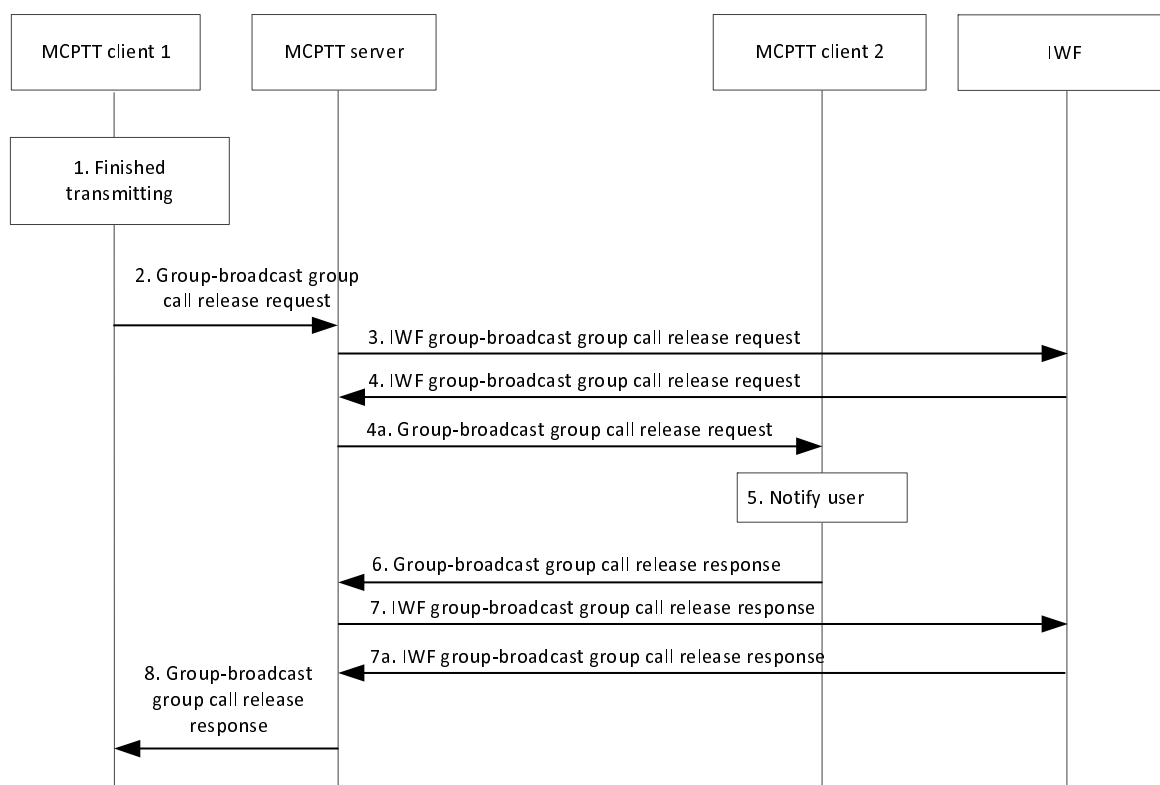 MCPTT client 1
MCPTT server
MCPTT client 2
IWF
1. Finished
transmitting
2. Group-broadcast group
call release request
3. IWF group-broadcast group call release request
4. IWF group-broadcast group call release request
4a. Group-broadcast group call release request
5. Notify user
6. Group-broadcast group call release response
7. IWF group-broadcast group call release response
7a. IWF group-broadcast group call release response
8. Group-broadcast
group call release
response